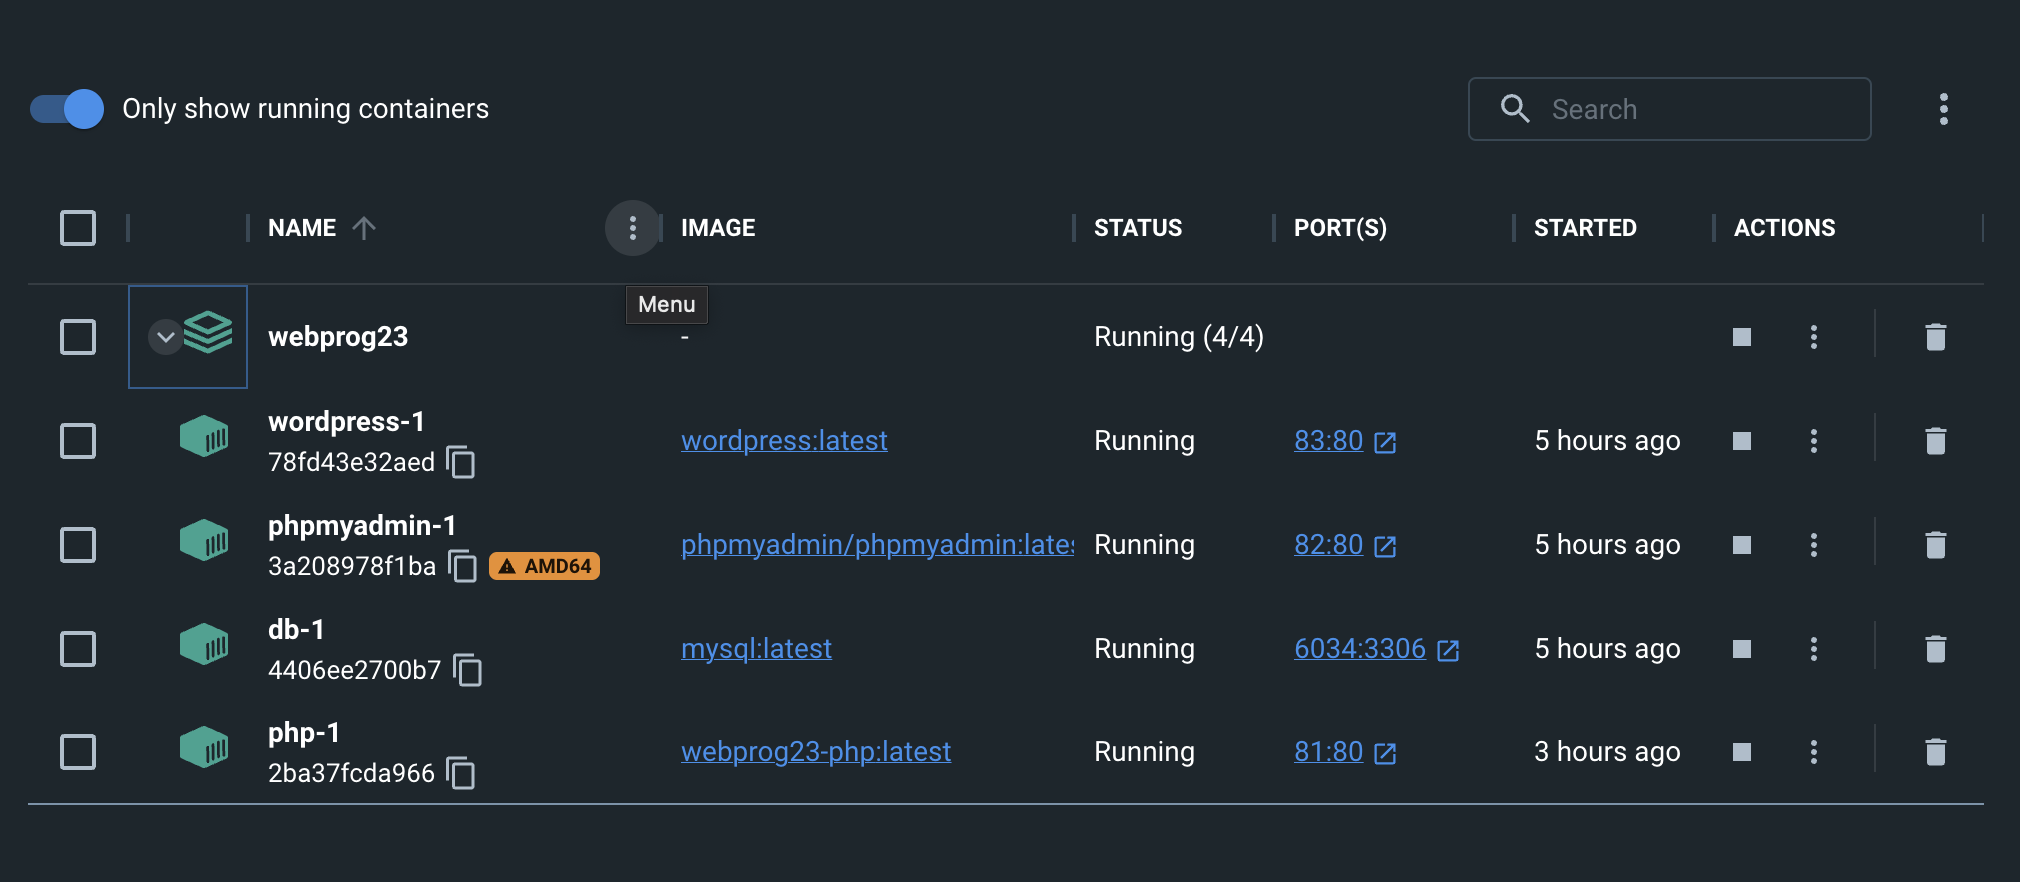 Only show running containers
Search
NAME IMAGE STATUS PORT(S) STARTED ACTIONS
Menu
webprog23 - Running (4/4)
wordpress-1
78fd43e32aed wordpress:latest Running 83:80 5 hours ago
phpmyadmin-1
3a208978f1ba AMD64 phpmyadmin/phpmyadmin:lates Running 82:80 5 hours ago
db-1
4406ee2700b7 mysql:latest Running 6034:3306 5 hours ago
php-1
2ba37fcda966 webprog23-php:latest Running 81:80 3 hours ago